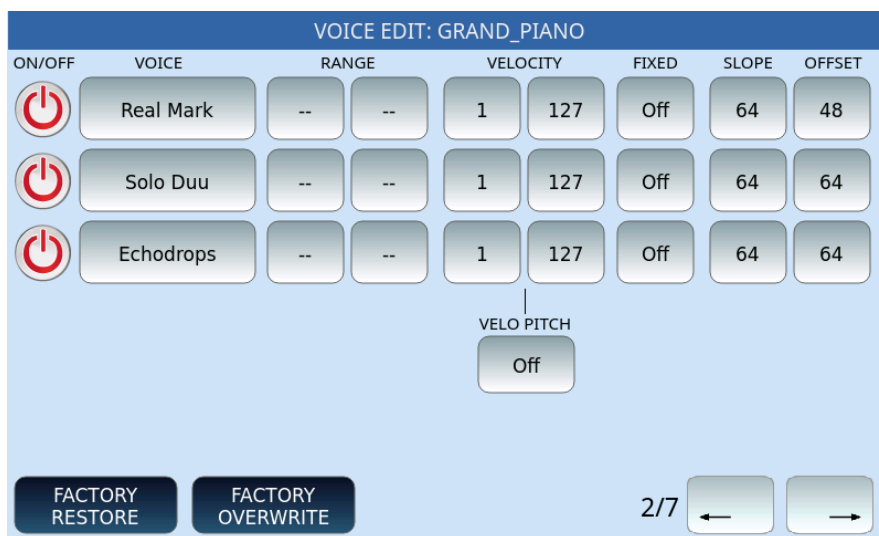 VOICE EDIT: GRAND_PIANO
ON/OFF VOICE RANGE VELOCITY FIXED SLOPE OFFSET
Real Mark -- -- 1 127 Off 64 48
Solo Duu -- -- 1 127 Off 64 64
Echodrops -- -- 1 127 Off 64 64
VELO PITCH
Off
FACTORY RESTORE
FACTORY OVERWRITE
2/7